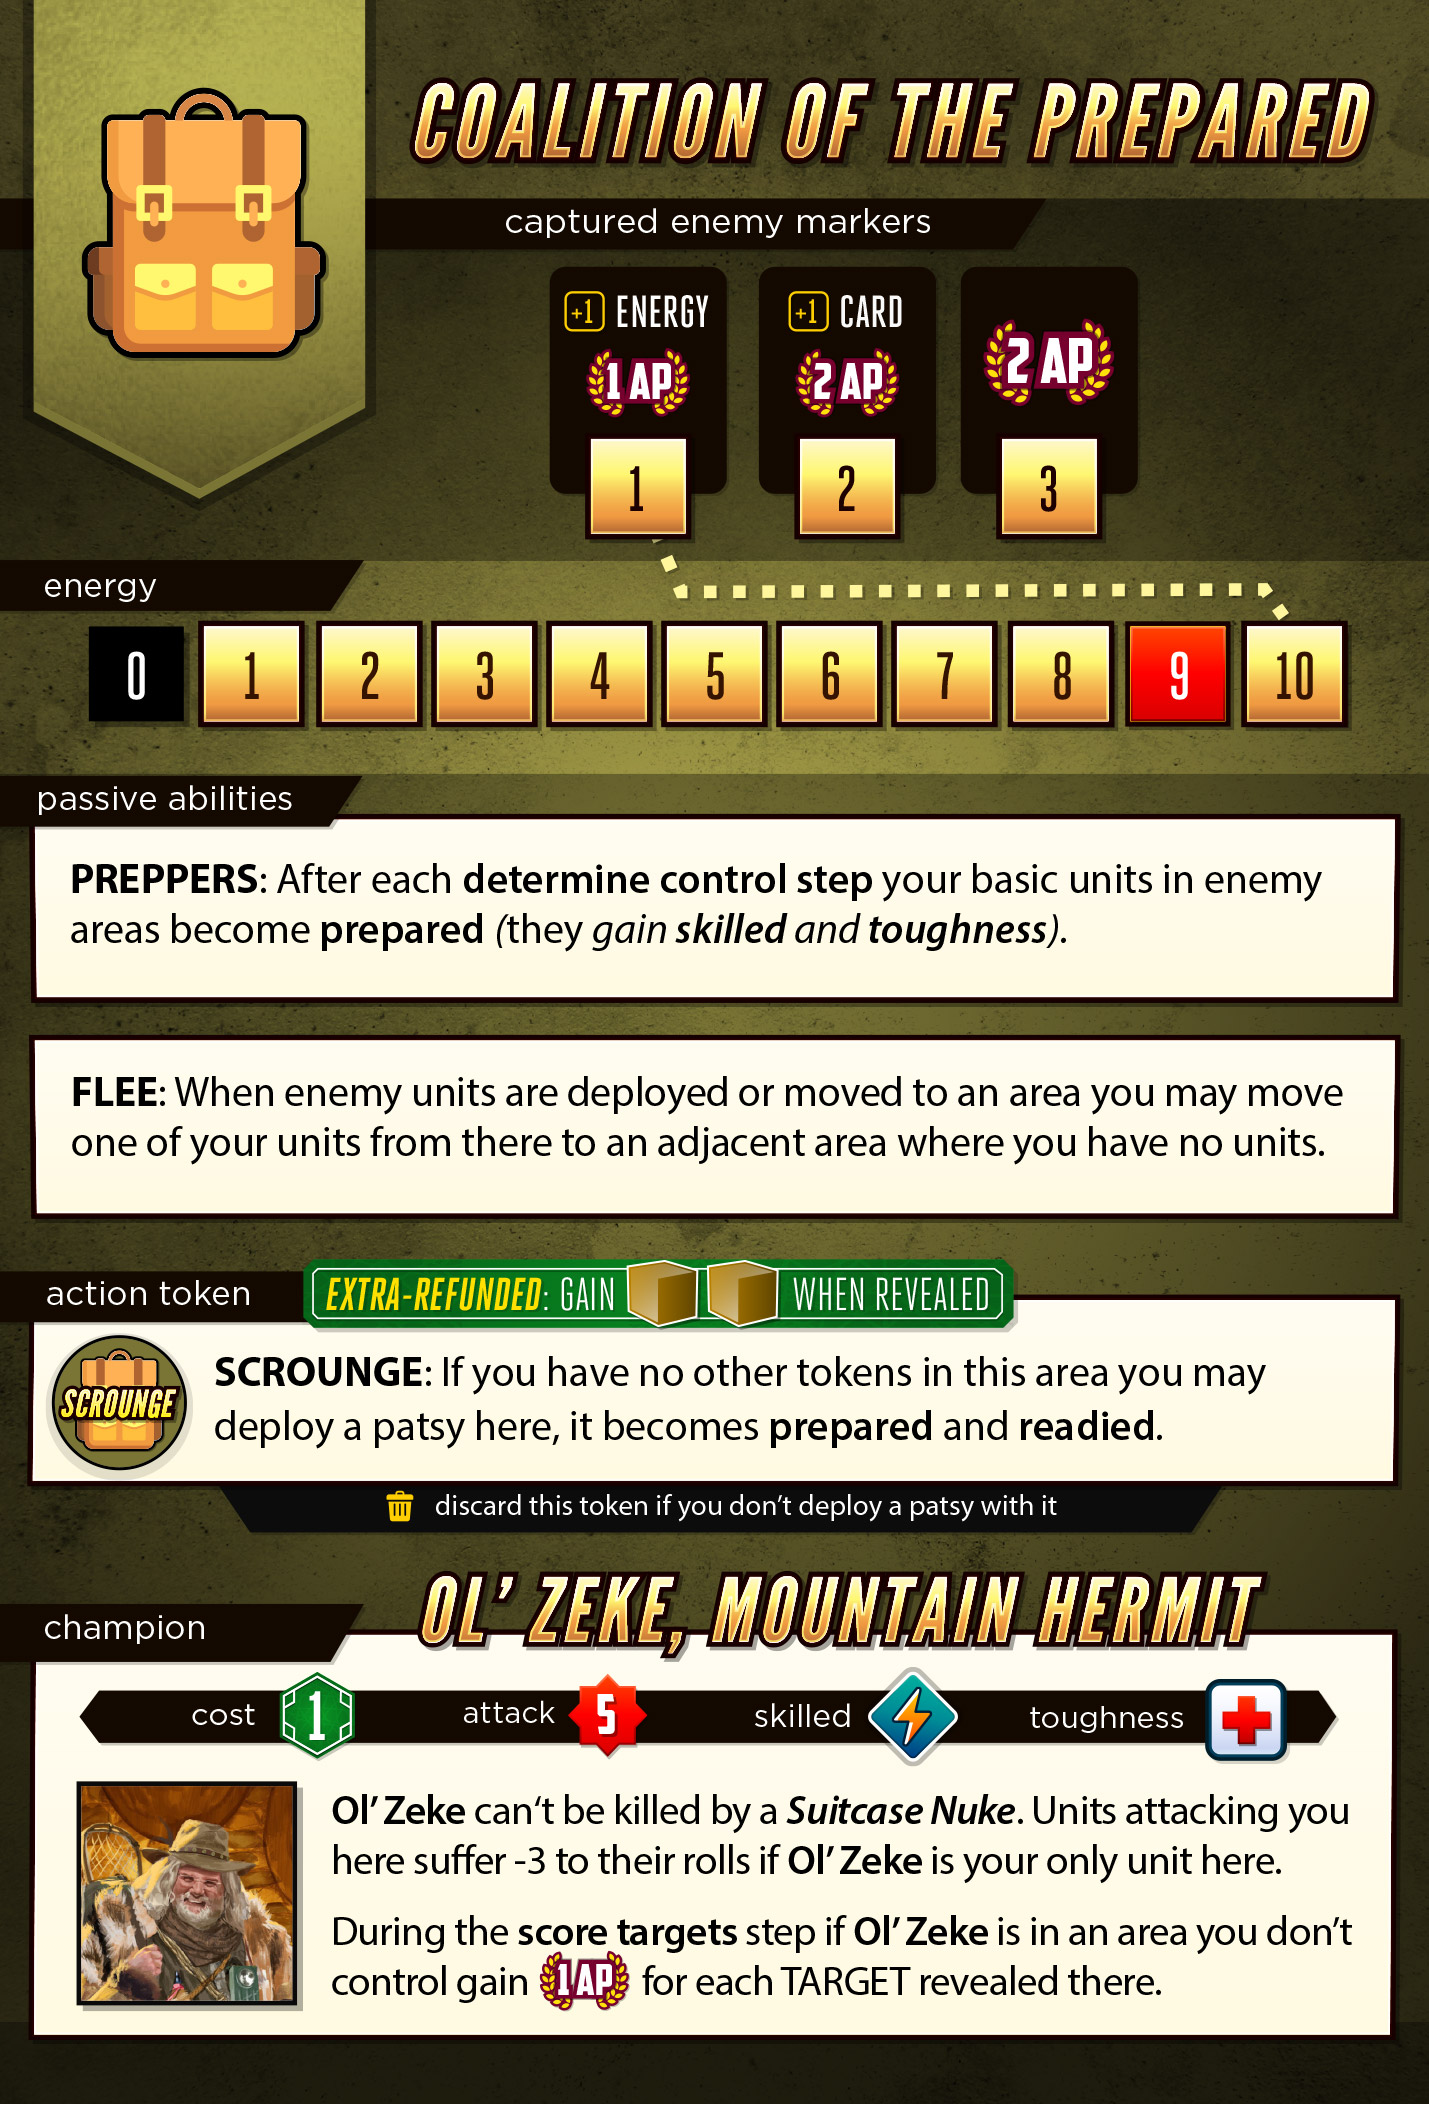 COALITION OF THE PREPARED
captured enemy markers
+1 ENERGY
1 AP
1
+1 CARD
2 AP
2
2 AP
3
energy
0 1 2 3 4 5 6 7 8 9 10
passive abilities
PREPPERS: After each determine control step your basic units in enemy
areas become prepared (they gain skilled and toughness).
FLEE: When enemy units are deployed or moved to an area you may move
one of your units from there to an adjacent area where you have no units.
action token
EXTRA-REFUNDED: GAIN WHEN REVEALED
SCROUNGE
SCROUNGE: If you have no other tokens in this area you may
deploy a patsy here, it becomes prepared and readied.
discard this token if you don't deploy a patsy with it
champion
OL' ZEKE, MOUNTAIN HERMIT
cost 1 attack 5 skilled toughness
Ol' Zeke can't be killed by a Suitcase Nuke. Units attacking you
here suffer -3 to their rolls if Ol' Zeke is your only unit here.
During the score targets step if Ol' Zeke is in an area you don't
control gain 1 AP for each TARGET revealed there.